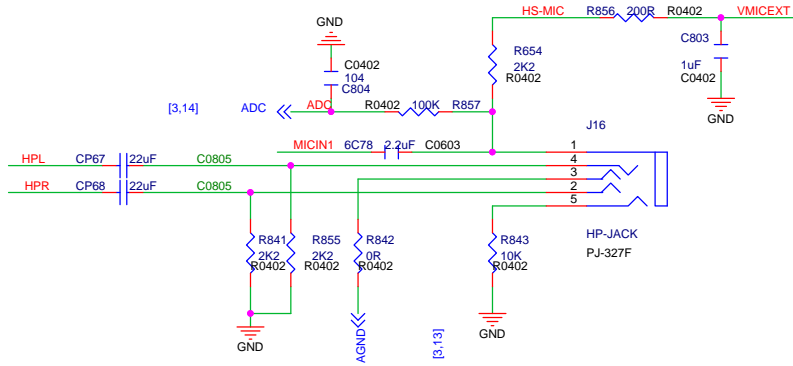 HS-MIC R856 200R R0402 VMICEXT
GND
C803
R654
2K2
R0402
1uF
C0402
GND
C0402
104
C804
[3,14] ADC ADC R0402 100K R857
J16
MICIN1 6C78 2.2uF C0603
1
HPL CP67 22uF C0805
4
3
HPR CP68 22uF C0805
2
5
R841
2K2
R0402
R855
2K2
R0402
R842
0R
R0402
R843
10K
R0402
HP-JACK
PJ-327F
GND
AGND
[3,13]
GND